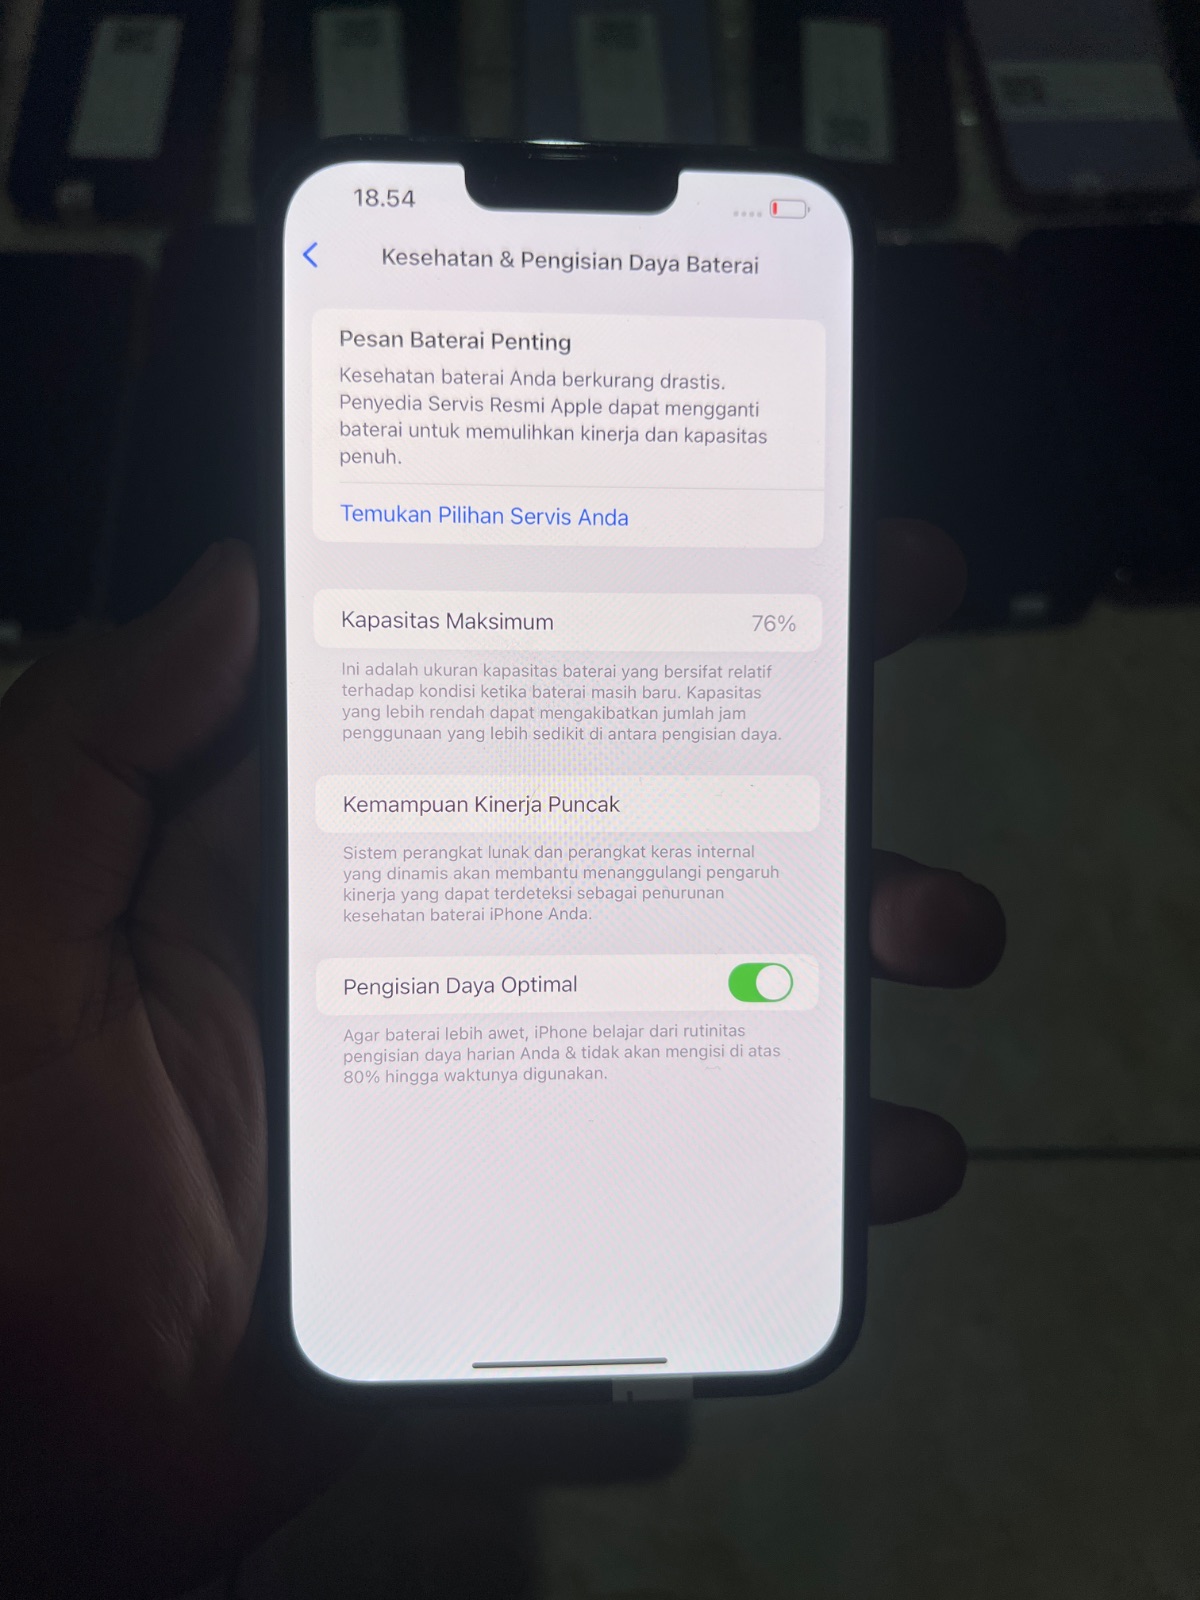 18.54
Kesehatan & Pengisian Daya Baterai
Pesan Baterai Penting
Kesehatan baterai Anda berkurang drastis.
Penyedia Servis Resmi Apple dapat mengganti
baterai untuk memulihkan kinerja dan kapasitas
penuh.
Temukan Pilihan Servis Anda
Kapasitas Maksimum 76%
Ini adalah ukuran kapasitas baterai yang bersifat relatif
terhadap kondisi ketika baterai masih baru. Kapasitas
yang lebih rendah dapat mengakibatkan jumlah jam
penggunaan yang lebih sedikit di antara pengisian daya.
Kemampuan Kinerja Puncak
Sistem perangkat lunak dan perangkat keras internal
yang dinamis akan membantu menanggulangi pengaruh
kinerja yang dapat terdeteksi sebagai penurunan
kesehatan baterai iPhone Anda.
Pengisian Daya Optimal
Agar baterai lebih awet, iPhone belajar dari rutinitas
pengisian daya harian Anda & tidak akan mengisi di atas
80% hingga waktunya digunakan.